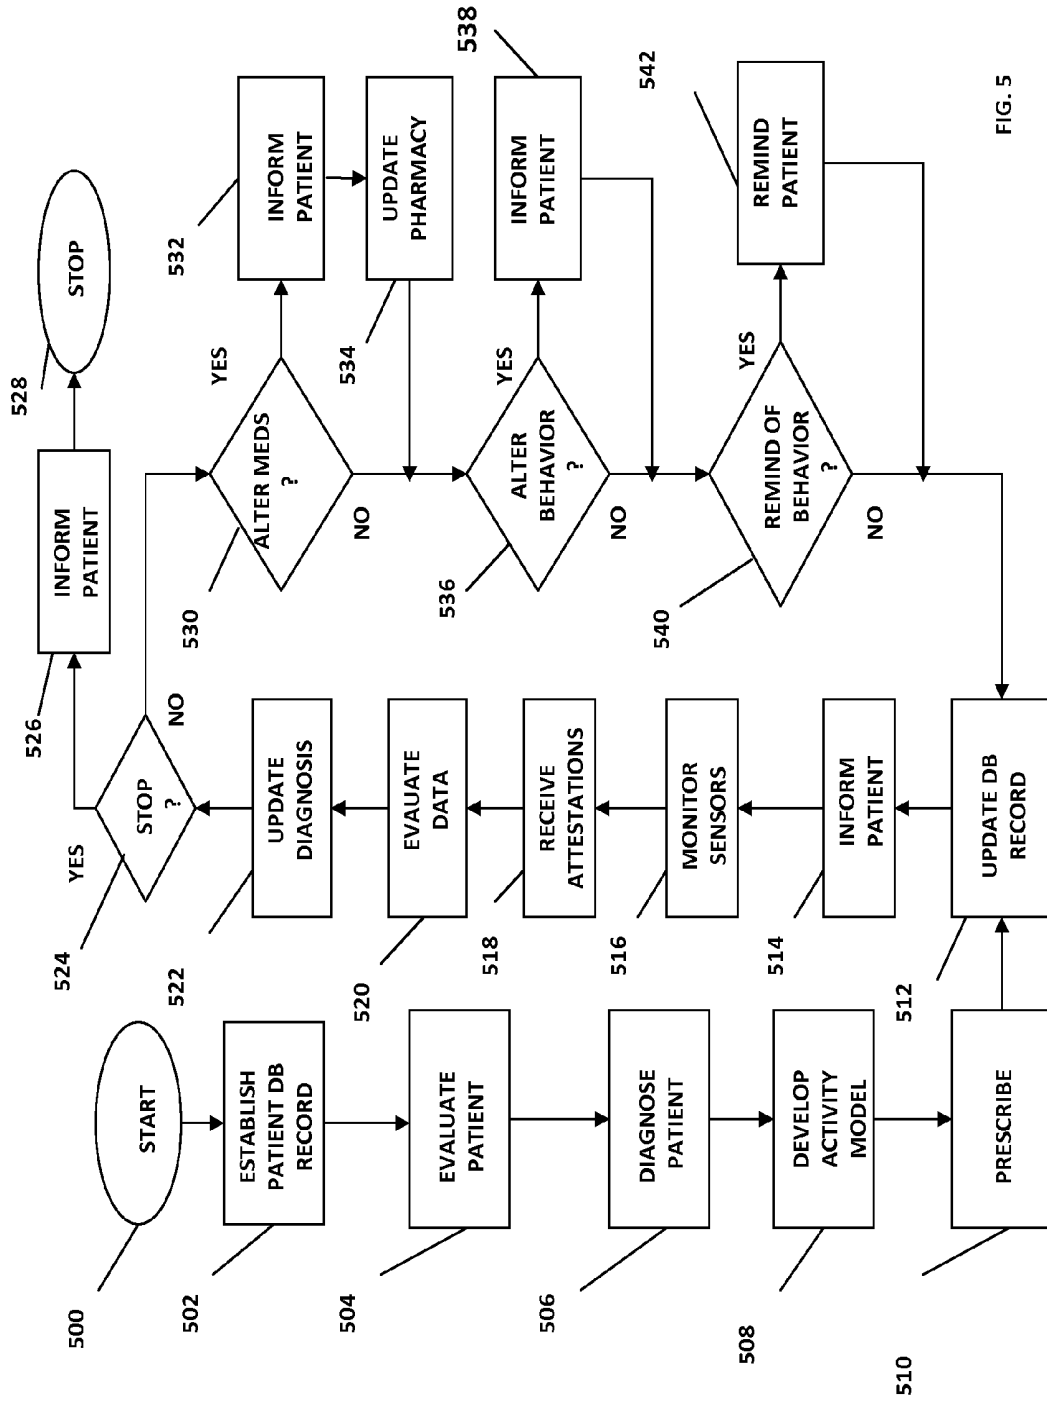 500
START
502
ESTABLISH
PATIENT DB
RECORD
504
EVALUATE
PATIENT
506
DIAGNOSE
PATIENT
508
DEVELOP
ACTIVITY
MODEL
510
PRESCRIBE
512
UPDATE DB
RECORD
514
INFORM
PATIENT
516
MONITOR
SENSORS
518
RECEIVE
ATTESTATIONS
520
EVAUATE
DATA
522
UPDATE
DIAGNOSIS
524
STOP
?
YES
NO
526
INFORM
PATIENT
528
STOP
530
ALTER MEDS
?
YES
NO
532
INFORM
PATIENT
534
UPDATE
PHARMACY
536
ALTER
BEHAVIOR
?
YES
NO
538
INFORM
PATIENT
540
REMIND OF
BEHAVIOR
?
YES
NO
542
REMIND
PATIENT
FIG. 5